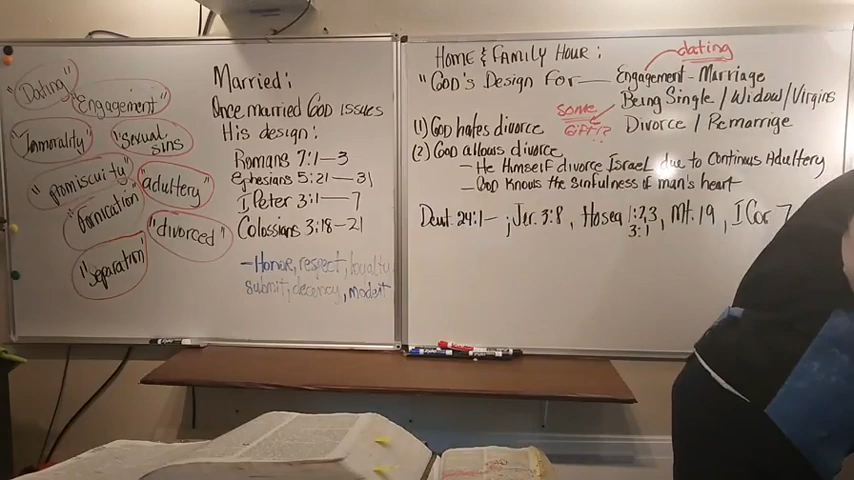 "Dating"
"Engagement"
"Immorality"
"Sexual
sins
"Promiscuity"
"adultery"
"fornication"
"divorced"
"Separation"
Married:
Once married GOD issues
His design:
Romans 7:1-3
Ephesians 5:21-31
I Peter 3:1-7
Colossians 3:18-21
-Honor, respect, loyalty
submit, decency, modest
HOME & FAMILY HOUR:
dating
"GOD'S Design For - Engagement - Marriage
Being Single / Widow / Virgins
Some
GIFT!?
Divorce / Remarriage
(1) GOD hates divorce
(2) GOD allows divorce
- He Himself divorce Israel due to Continus Adultery
- GOD Knows the sinfulness of man's heart
Deut. 24:1- ; Jer. 3:8, Hosea 1:2,3, Mt. 19, I Cor 7
3:1